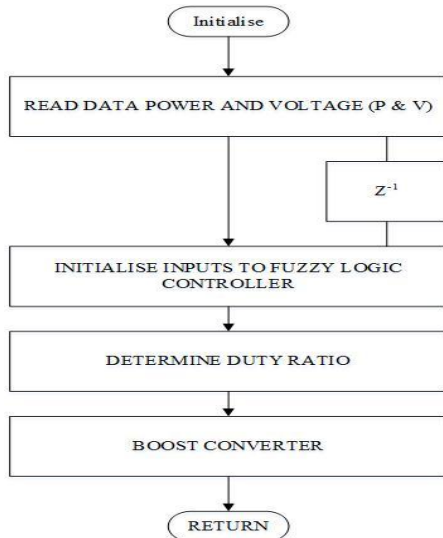 Initialise
READ DATA POWER AND VOLTAGE (P & V)
Z-1
INITIALISE INPUTS TO FUZZY LOGIC
CONTROLLER
DETERMINE DUTY RATIO
BOOST CONVERTER
RETURN